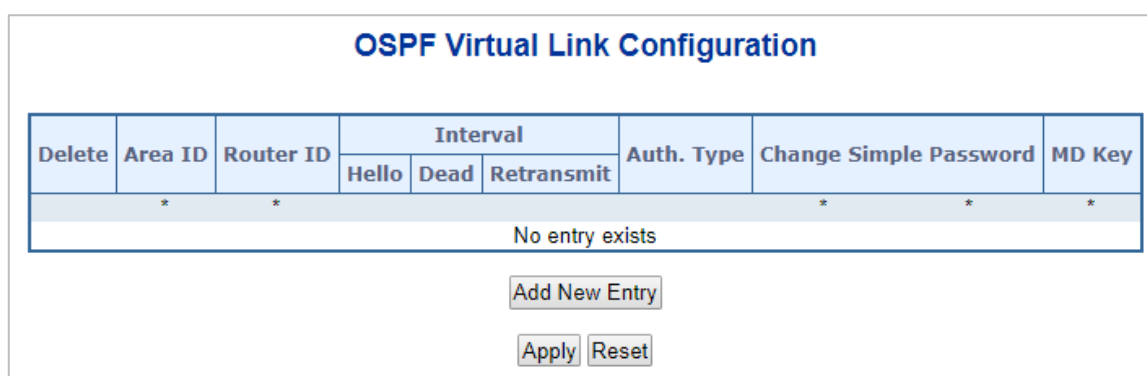 OSPF Virtual Link Configuration
Delete Area ID Router ID Interval Auth. Type Change Simple Password MD Key
Hello Dead Retransmit
* * * * *
No entry exists
Add New Entry
Apply Reset